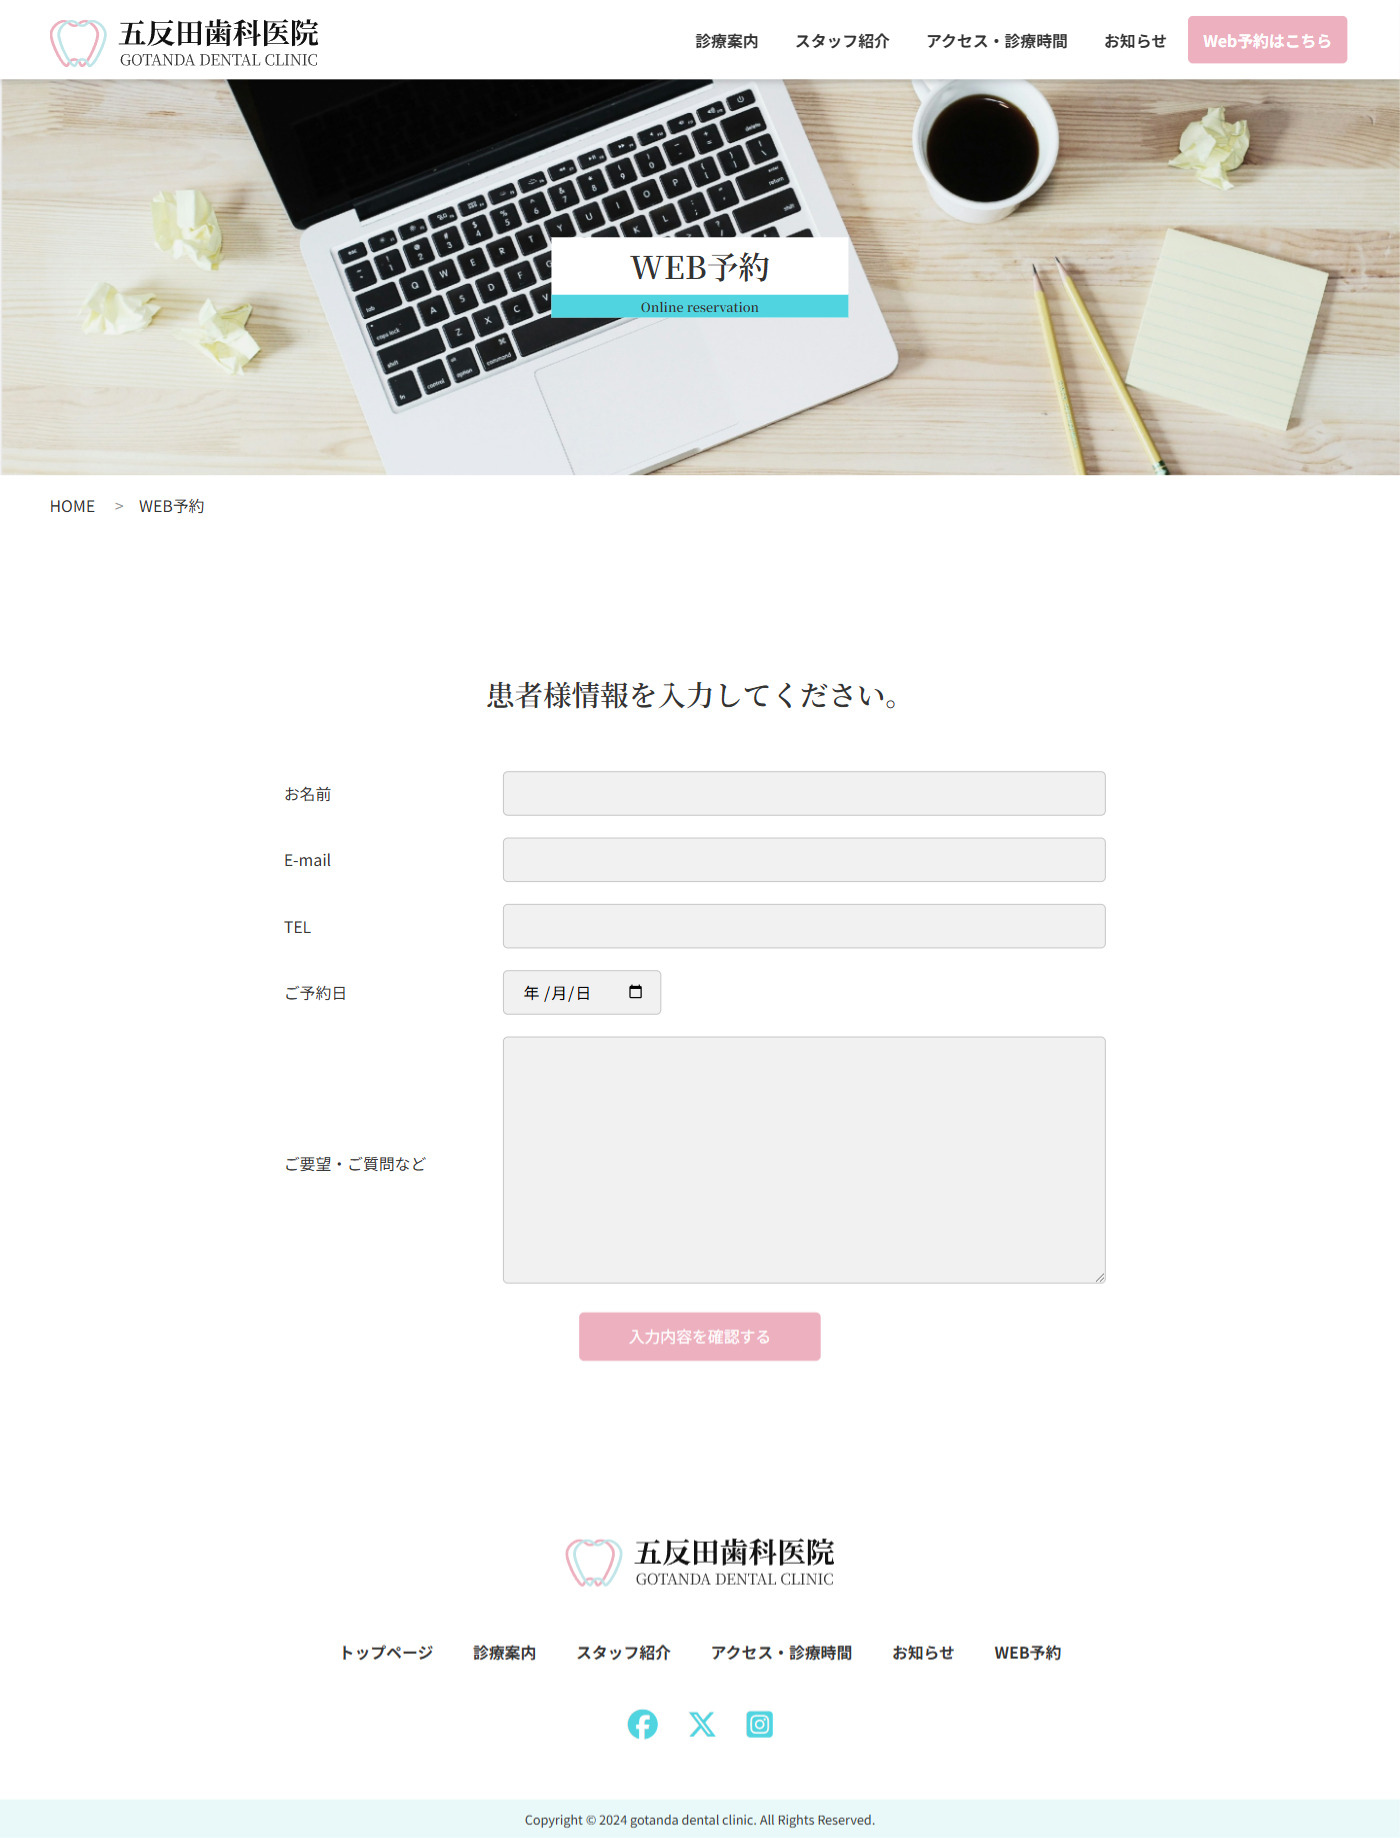 五反田歯科医院
GOTANDA DENTAL CLINIC
診療案内 スタッフ紹介 アクセス・診療時間 お知らせ Web予約はこちら
WEB予約
Online reservation
HOME > WEB予約
患者様情報を入力してください。
お名前
E-mail
TEL
ご予約日 年 /月/日
ご要望・ご質問など
入力内容を確認する
五反田歯科医院
GOTANDA DENTAL CLINIC
トップページ 診療案内 スタッフ紹介 アクセス・診療時間 お知らせ WEB予約
Copyright © 2024 gotanda dental clinic. All Rights Reserved.